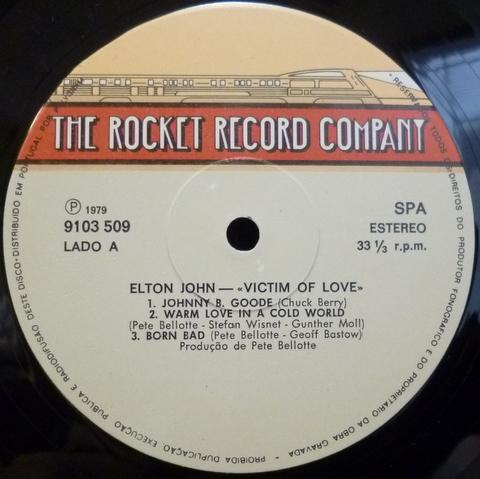 THE ROCKET RECORD COMPANY
Ⓟ 1979
9103 509
LADO A
SPA
ESTEREO
33 ⅓ r.p.m.
ELTON JOHN — «VICTIM OF LOVE»
1. JOHNNY B. GOODE (Chuck Berry)
2. WARM LOVE IN A COLD WORLD
(Pete Bellotte - Stefan Wisnet - Gunther Moll)
3. BORN BAD (Pete Bellotte - Geoff Bastow)
Produção de Pete Bellotte
RESERVADOS TODOS OS DIREITOS DO PRODUTOR FONOGRÁFICO E DO PROPRIETÁRIO DA OBRA GRAVADA - PROIBIDA DUPLICAÇÃO, EXECUÇÃO PUBLICA E RADIODIFUSÃO DESTE DISCO • DISTRIBUIDO EM PORTUGAL POR